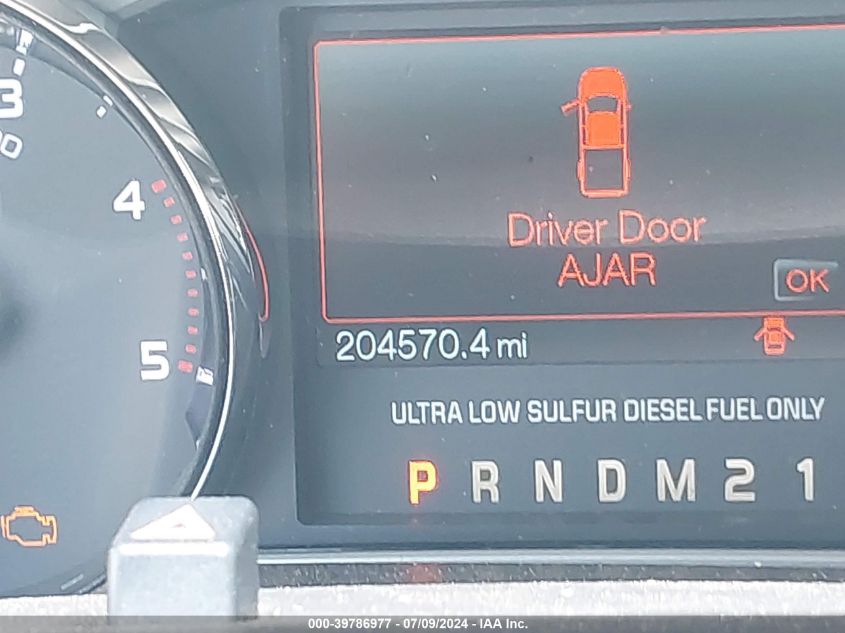 3
4
5
Driver Door
AJAR
OK
204570.4 mi
ULTRA LOW SULFUR DIESEL FUEL ONLY
P R N D M 2 1
000-39786977 - 07/09/2024 - IAA Inc.